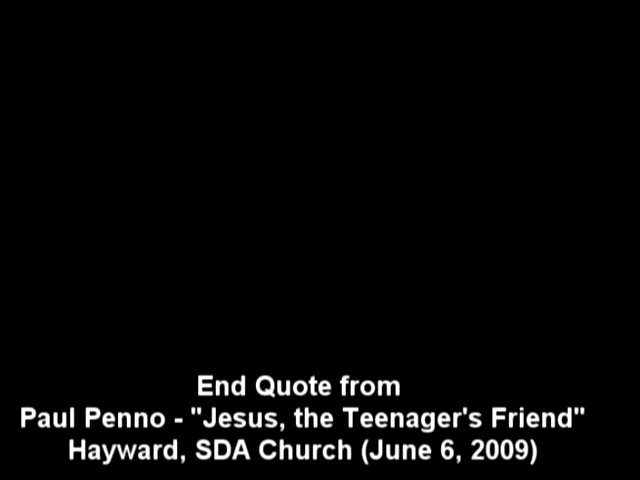 End Quote from
Paul Penno - "Jesus, the Teenager's Friend"
Hayward, SDA Church (June 6, 2009)